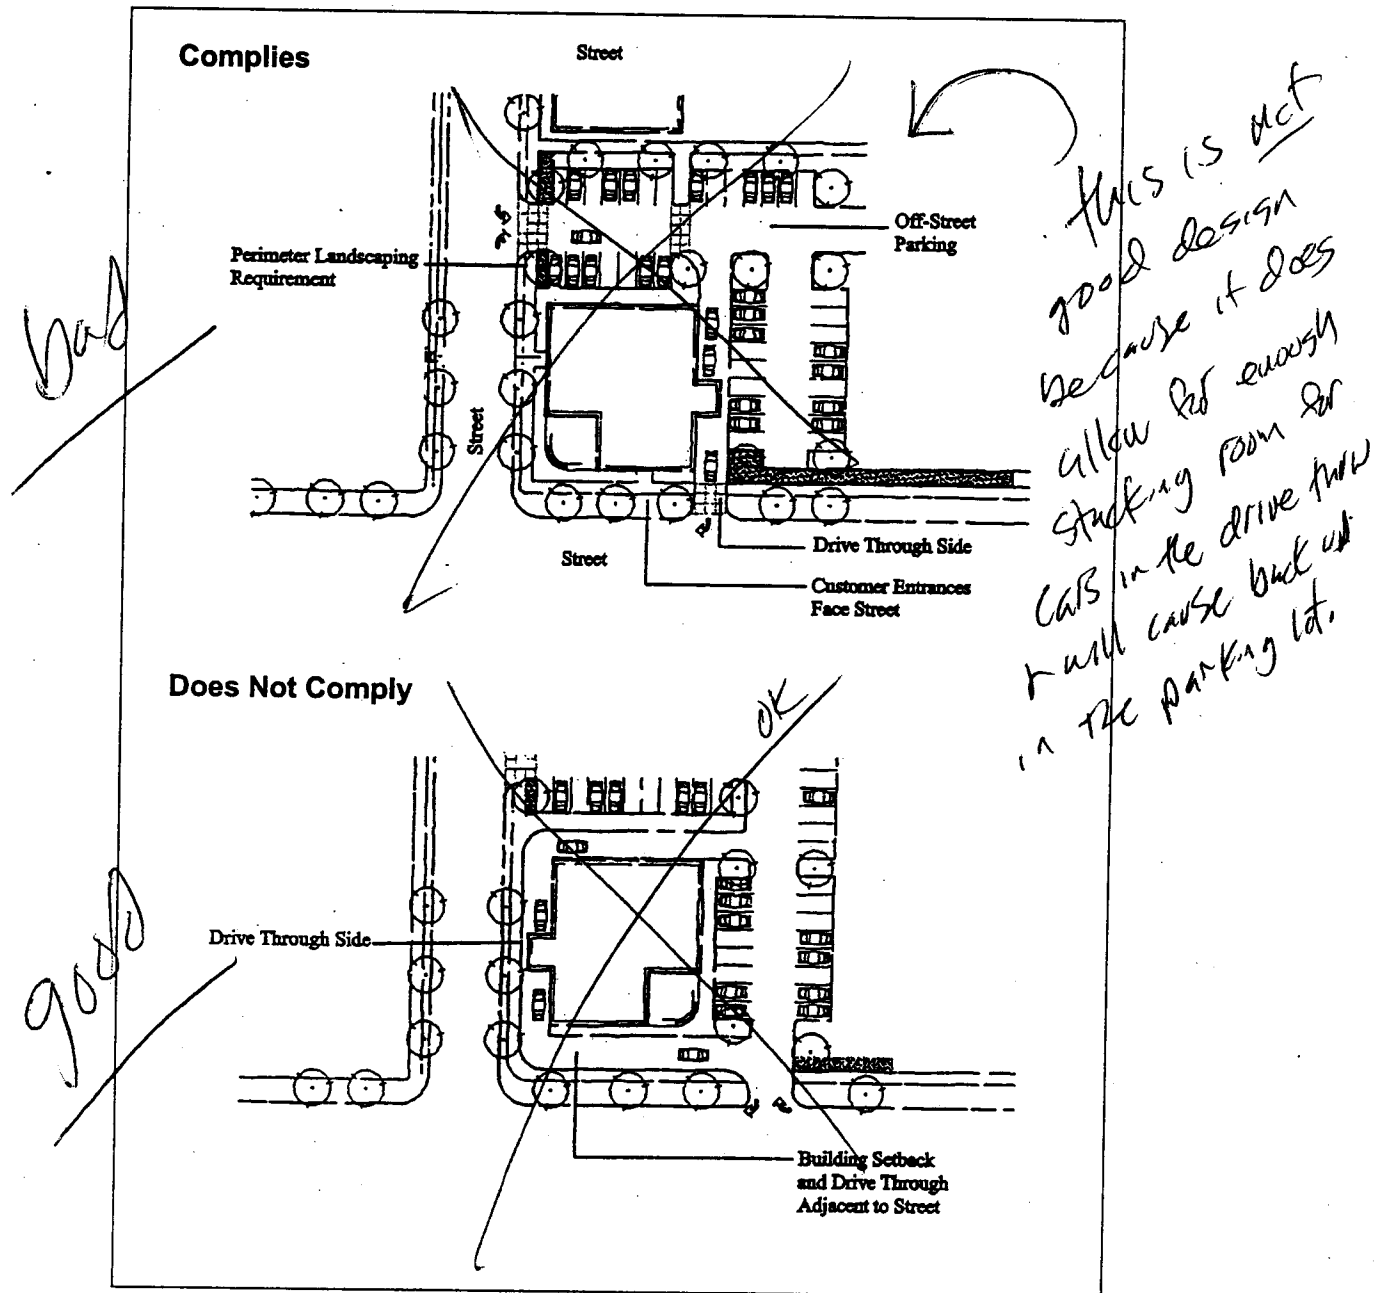 Complies
Street
bad
Perimeter Landscaping
Requirement
Off-Street
Parking
Street
Drive Through Side
Street
Customer Entrances
Face Street
this is not
good design
because it does
allow for enough
stacking room for
cars in the drive thru
+ will cause back up
in the parking lot.
Does Not Comply
OK
good
Drive Through Side
Building Setback
and Drive Through
Adjacent to Street